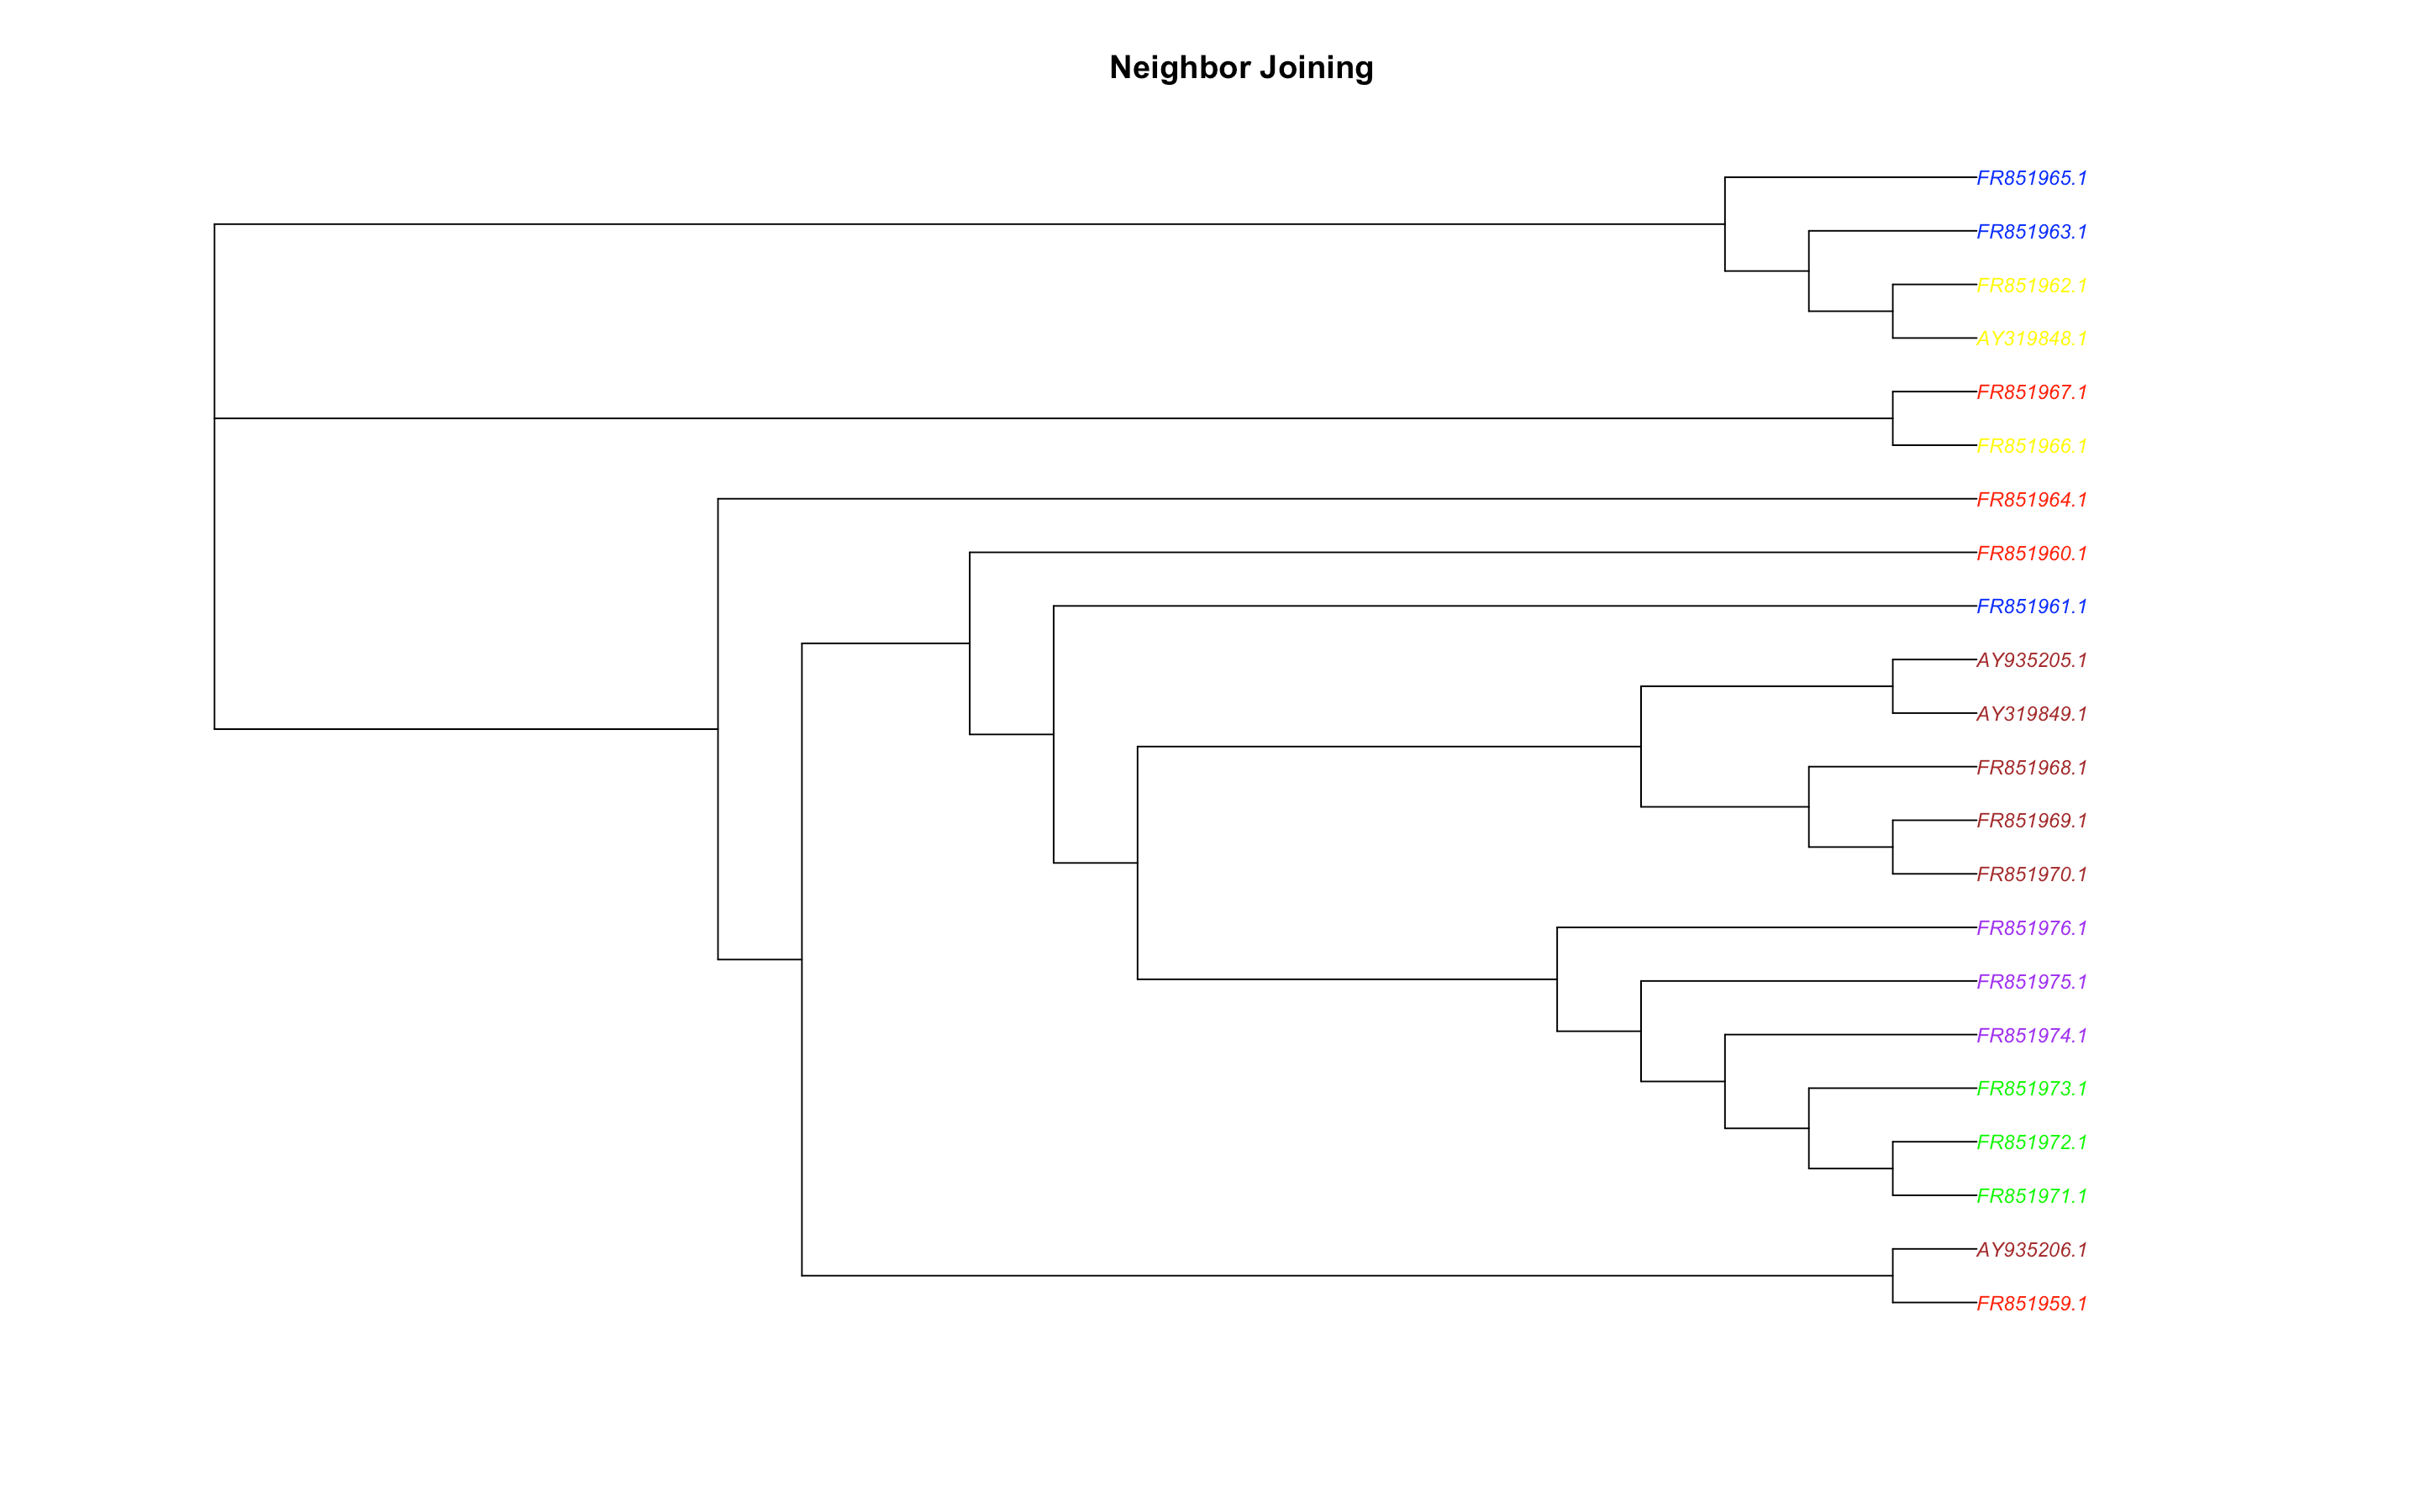 Neighbor Joining
FR851965.1
FR851963.1
FR851962.1
AY319848.1
FR851967.1
FR851966.1
FR851964.1
FR851960.1
FR851961.1
AY935205.1
AY319849.1
FR851968.1
FR851969.1
FR851970.1
FR851976.1
FR851975.1
FR851974.1
FR851973.1
FR851972.1
FR851971.1
AY935206.1
FR851959.1